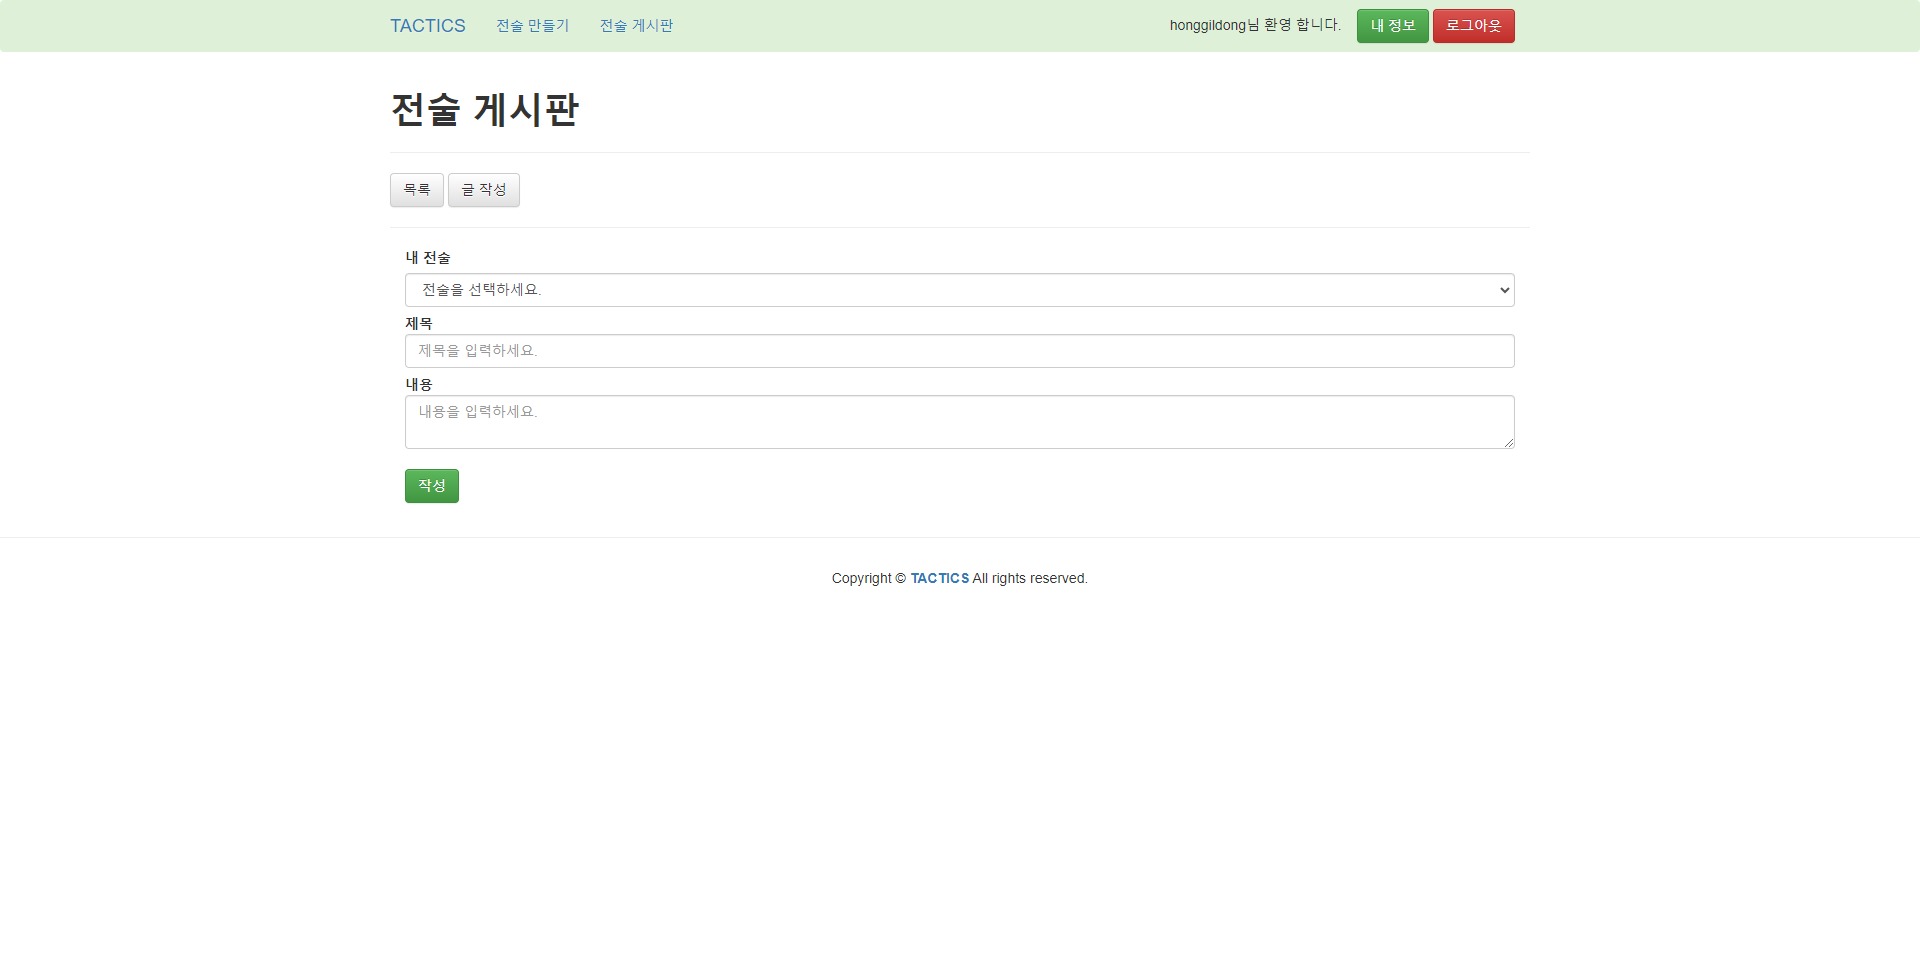 TACTICS 전술 만들기 전술 게시판 honggildong님 환영 합니다. 내 정보 로그아웃
전술 게시판
목록 글 작성
내 전술
전술을 선택하세요.
제목
제목을 입력하세요.
내용
내용을 입력하세요.
작성
Copyright © TACTICS All rights reserved.